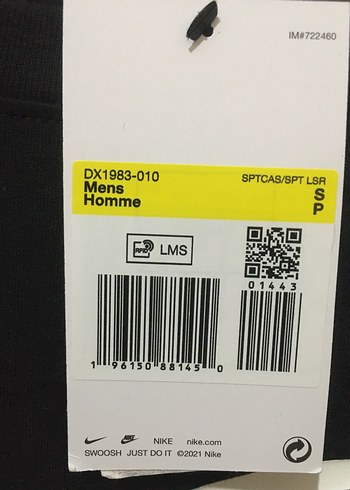 IM#722460
DX1983-010
SPTCAS/SPT LSR
Mens
S
Homme
P
RFID LMS
01443
1 96150 88145 0
NIKE nike.com
SWOOSH JUST DO IT ©2021 Nike